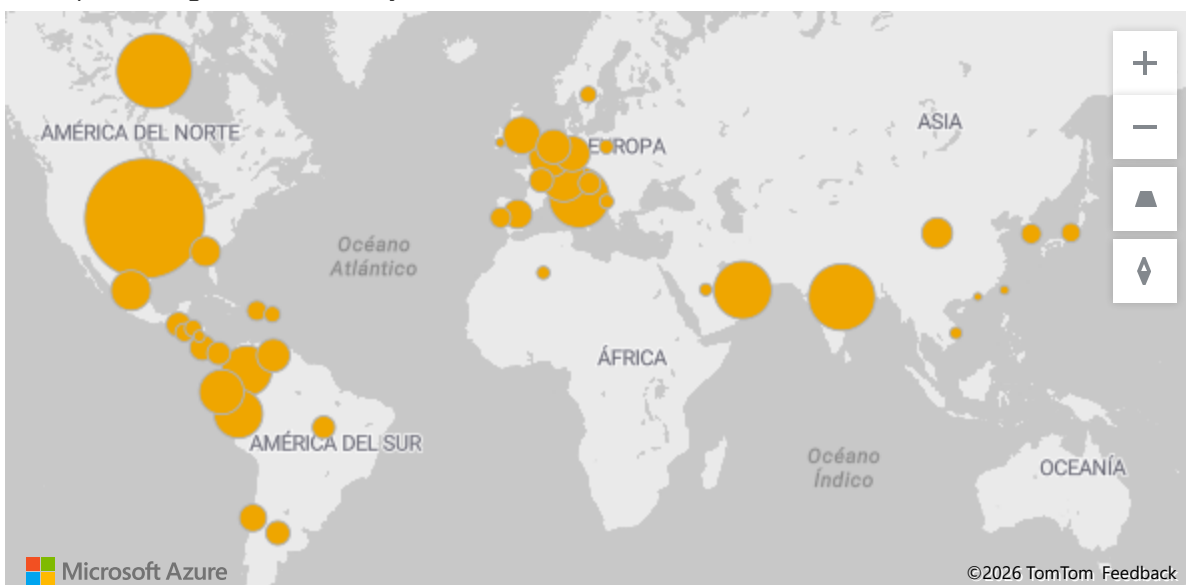 AMÉRICA DEL NORTE
EUROPA
ASIA
Océano
Atlántico
ÁFRICA
AMÉRICA DEL SUR
Océano
Índico
OCEANÍA
Microsoft Azure
©2026 TomTom Feedback